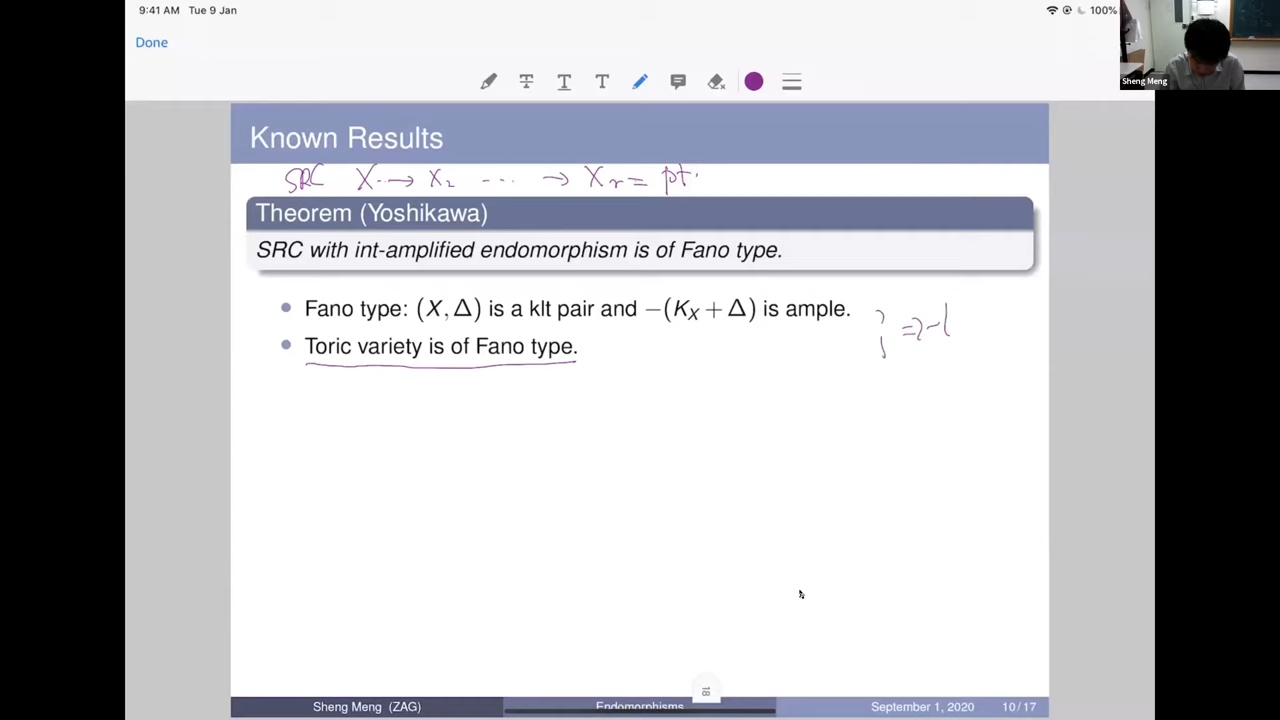 9:41 AM Tue 9 Jan
100%
Done
Sheng Meng
Known Results
SRC X ⇢ X₂ ... → Xᵣ = pt.
Theorem (Yoshikawa)
SRC with int-amplified endomorphism is of Fano type.
Fano type: (X, Δ) is a klt pair and −(K_X + Δ) is ample.
Toric variety is of Fano type.
18
Sheng Meng (ZAG) Endomorphisms September 1, 2020 10/17